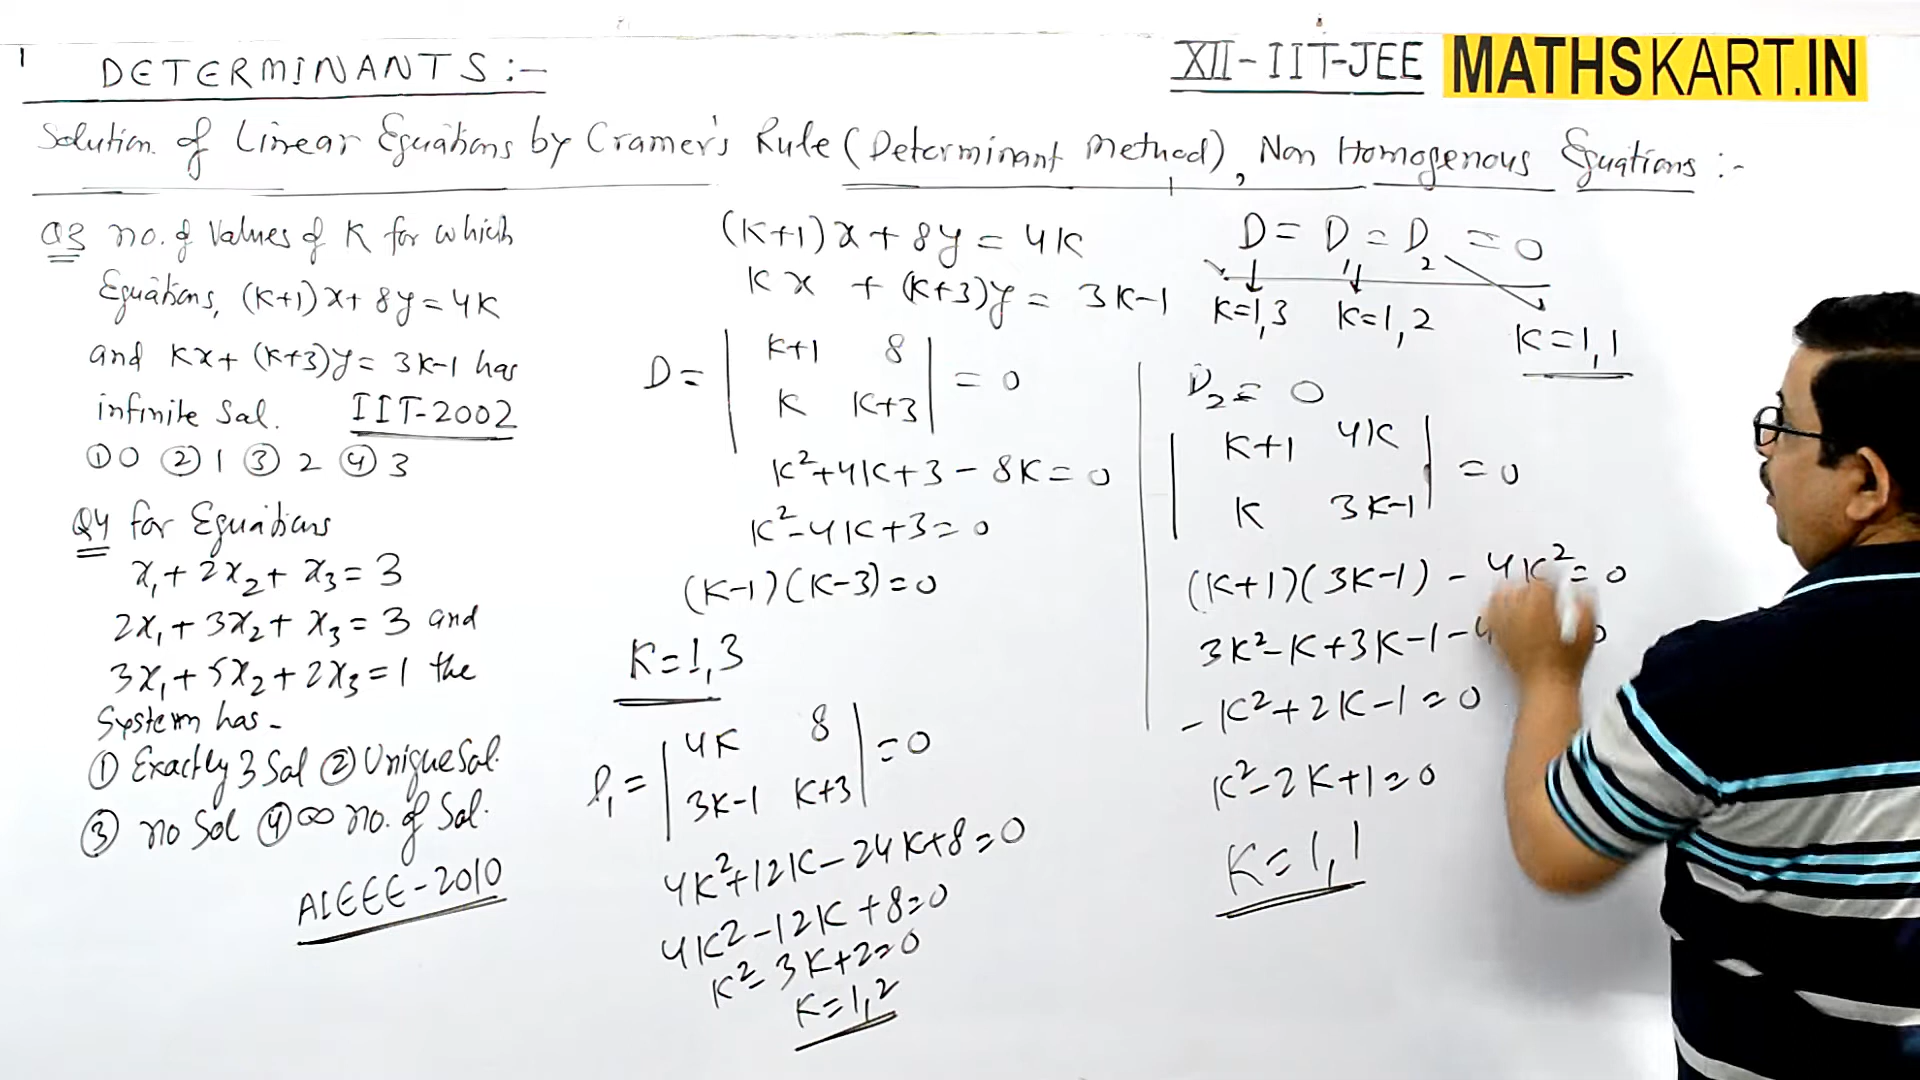 DETERMINANTS :-
XII - IIT-JEE MATHSKART.IN
Solution of Linear Equations by Cramer's Rule (Determinant Method), Non Homogenous Equations :-
Q3 no. of Values of K for which
Equations, (K+1)x + 8y = 4K
and Kx + (K+3)y = 3K-1 has
infinite Sol. IIT-2002
① 0 ② 1 ③ 2 ④ 3
Q4 for Equations
x₁ + 2x₂ + x₃ = 3
2x₁ + 3x₂ + x₃ = 3 and
3x₁ + 5x₂ + 2x₃ = 1 the
System has -
① Exactly 3 Sol ② Unique Sol.
③ no Sol ④ ∞ no. of Sol.
AIEEE-2010
(K+1)x + 8y = 4K
Kx + (K+3)y = 3K-1
D = | K+1 8 |
| K K+3 | = 0
K² + 4K + 3 - 8K = 0
K² - 4K + 3 = 0
(K-1)(K-3) = 0
K = 1, 3
D₁ = | 4K 8 |
| 3K-1 K+3 | = 0
4K² + 12K - 24K + 8 = 0
4K² - 12K + 8 = 0
K² - 3K + 2 = 0
K = 1, 2
D = D₁ = D₂ = 0
K = 1, 3 K = 1, 2 K = 1, 1
D₂ = 0
| K+1 4K |
| K 3K-1 | = 0
(K+1)(3K-1) - 4K² = 0
3K² - K + 3K - 1 - 4
-K² + 2K - 1 = 0
K² - 2K + 1 = 0
K = 1, 1